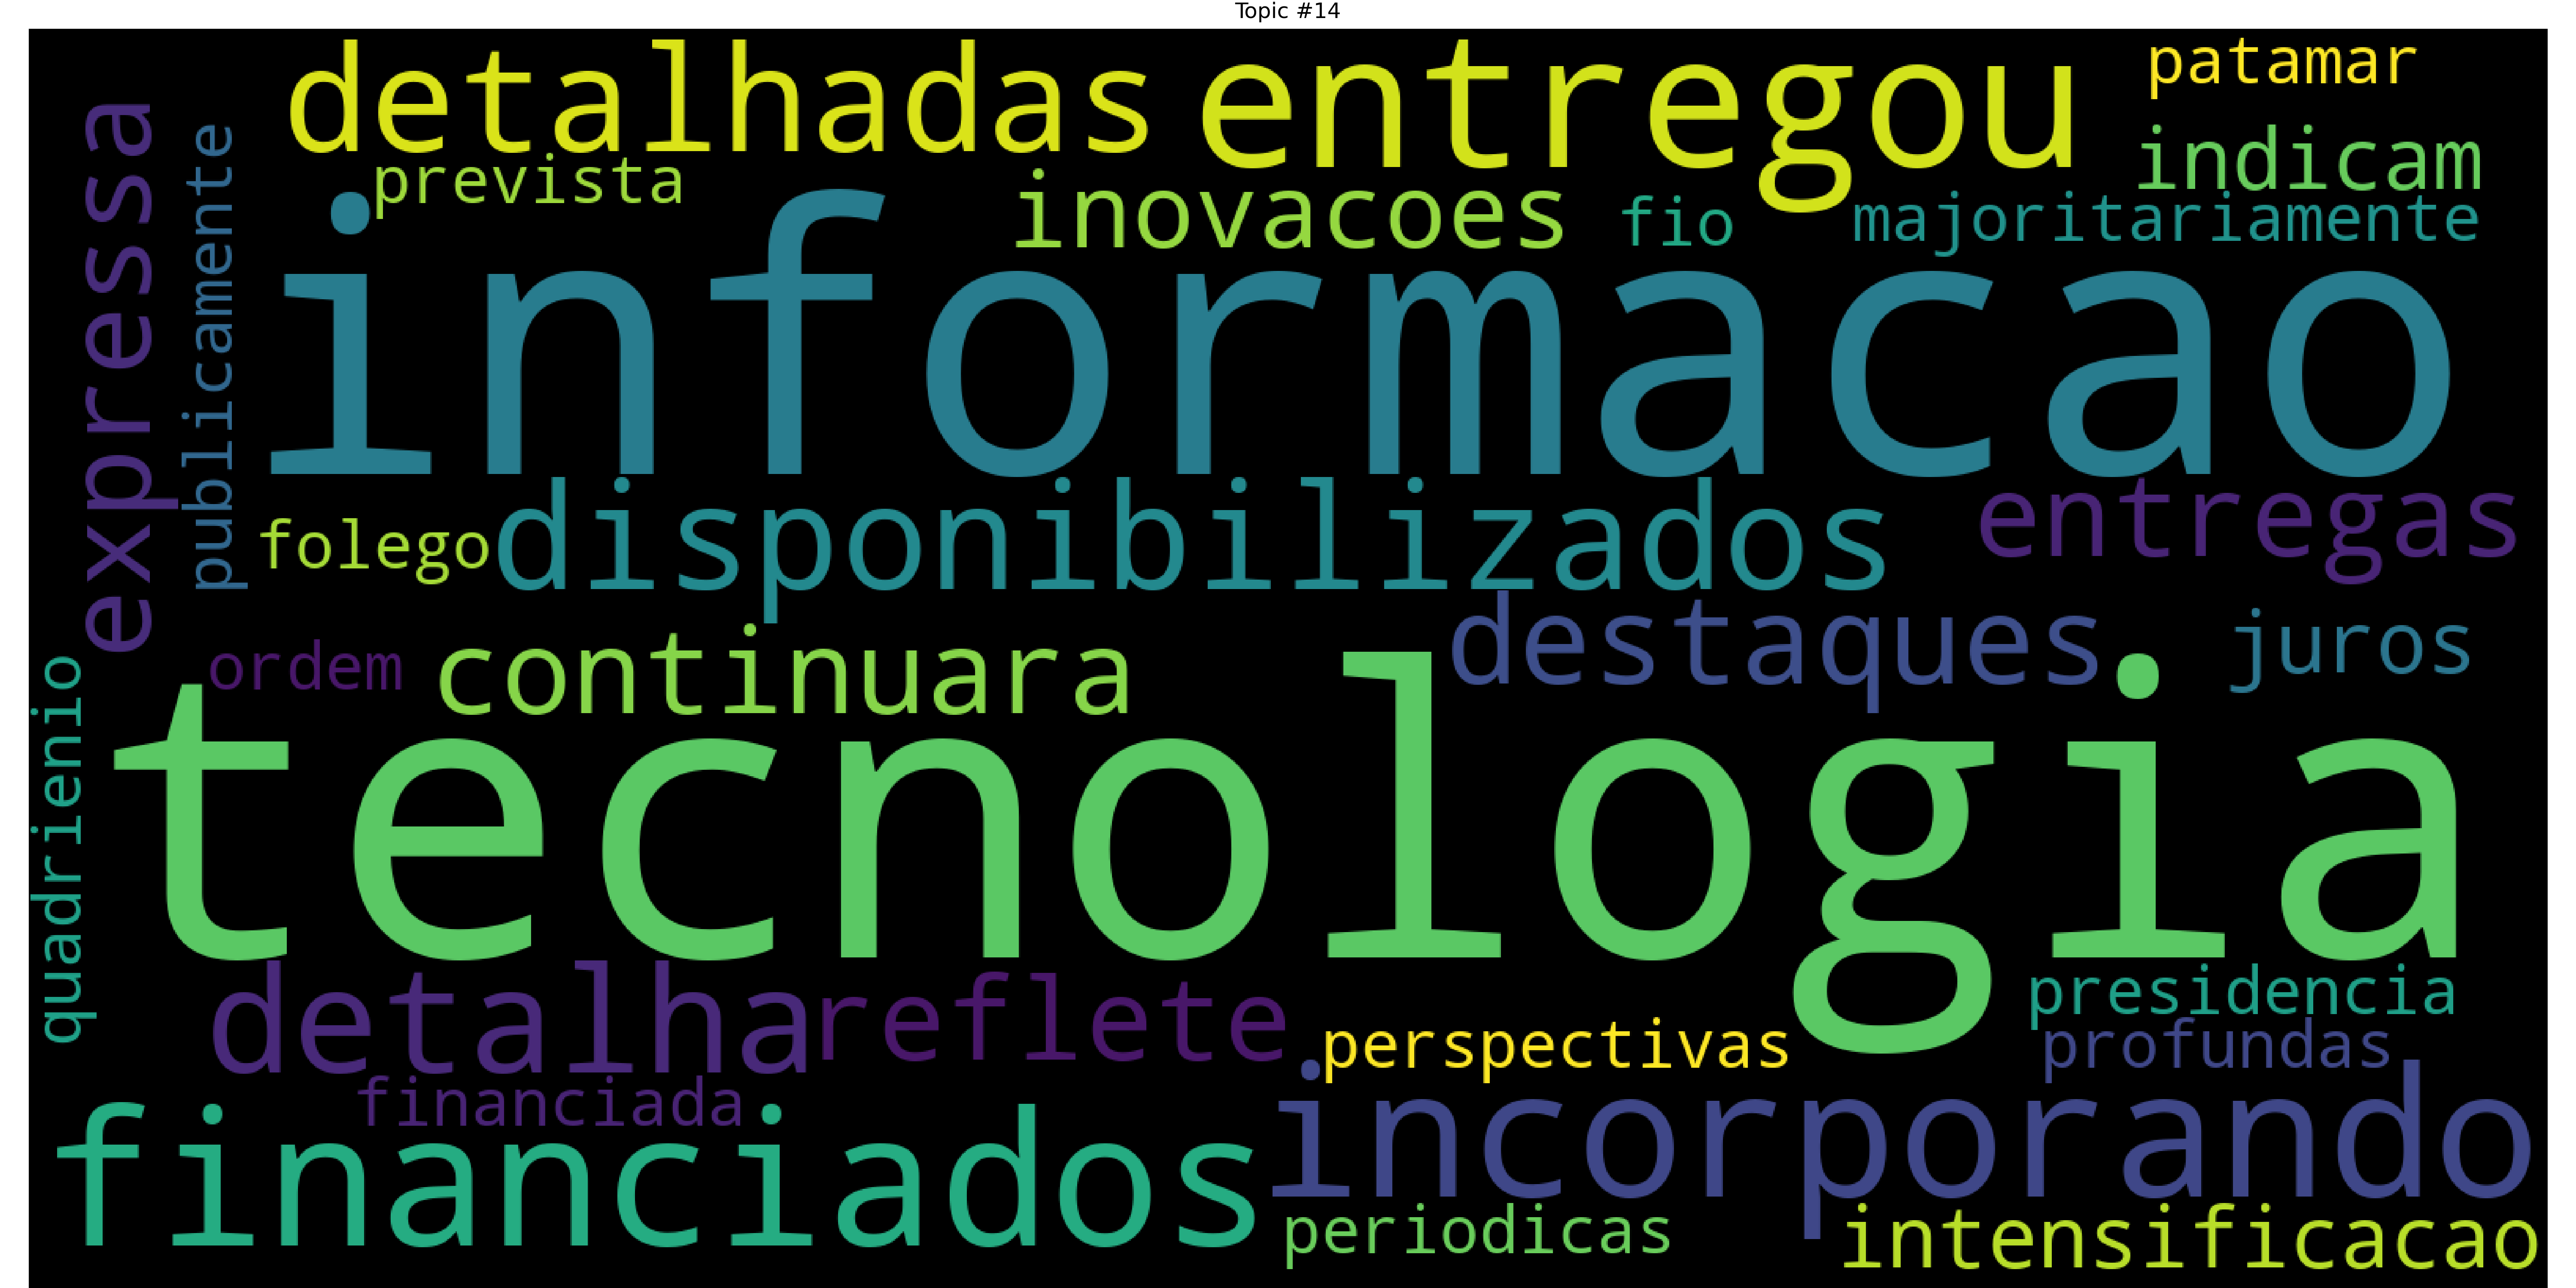 Topic #14
detalhadas
entregou
patamar
indicam
prevista
inovacoes
fio
majoritariamente
expressa
publicamente
informacao
folego
disponibilizados
entregas
ordem
continuara
destaques
juros
quadrienio
tecnologia
detalha
reflete
perspectivas
presidencia
profundas
financiada
financiados
incorporando
periodicas
intensificacao